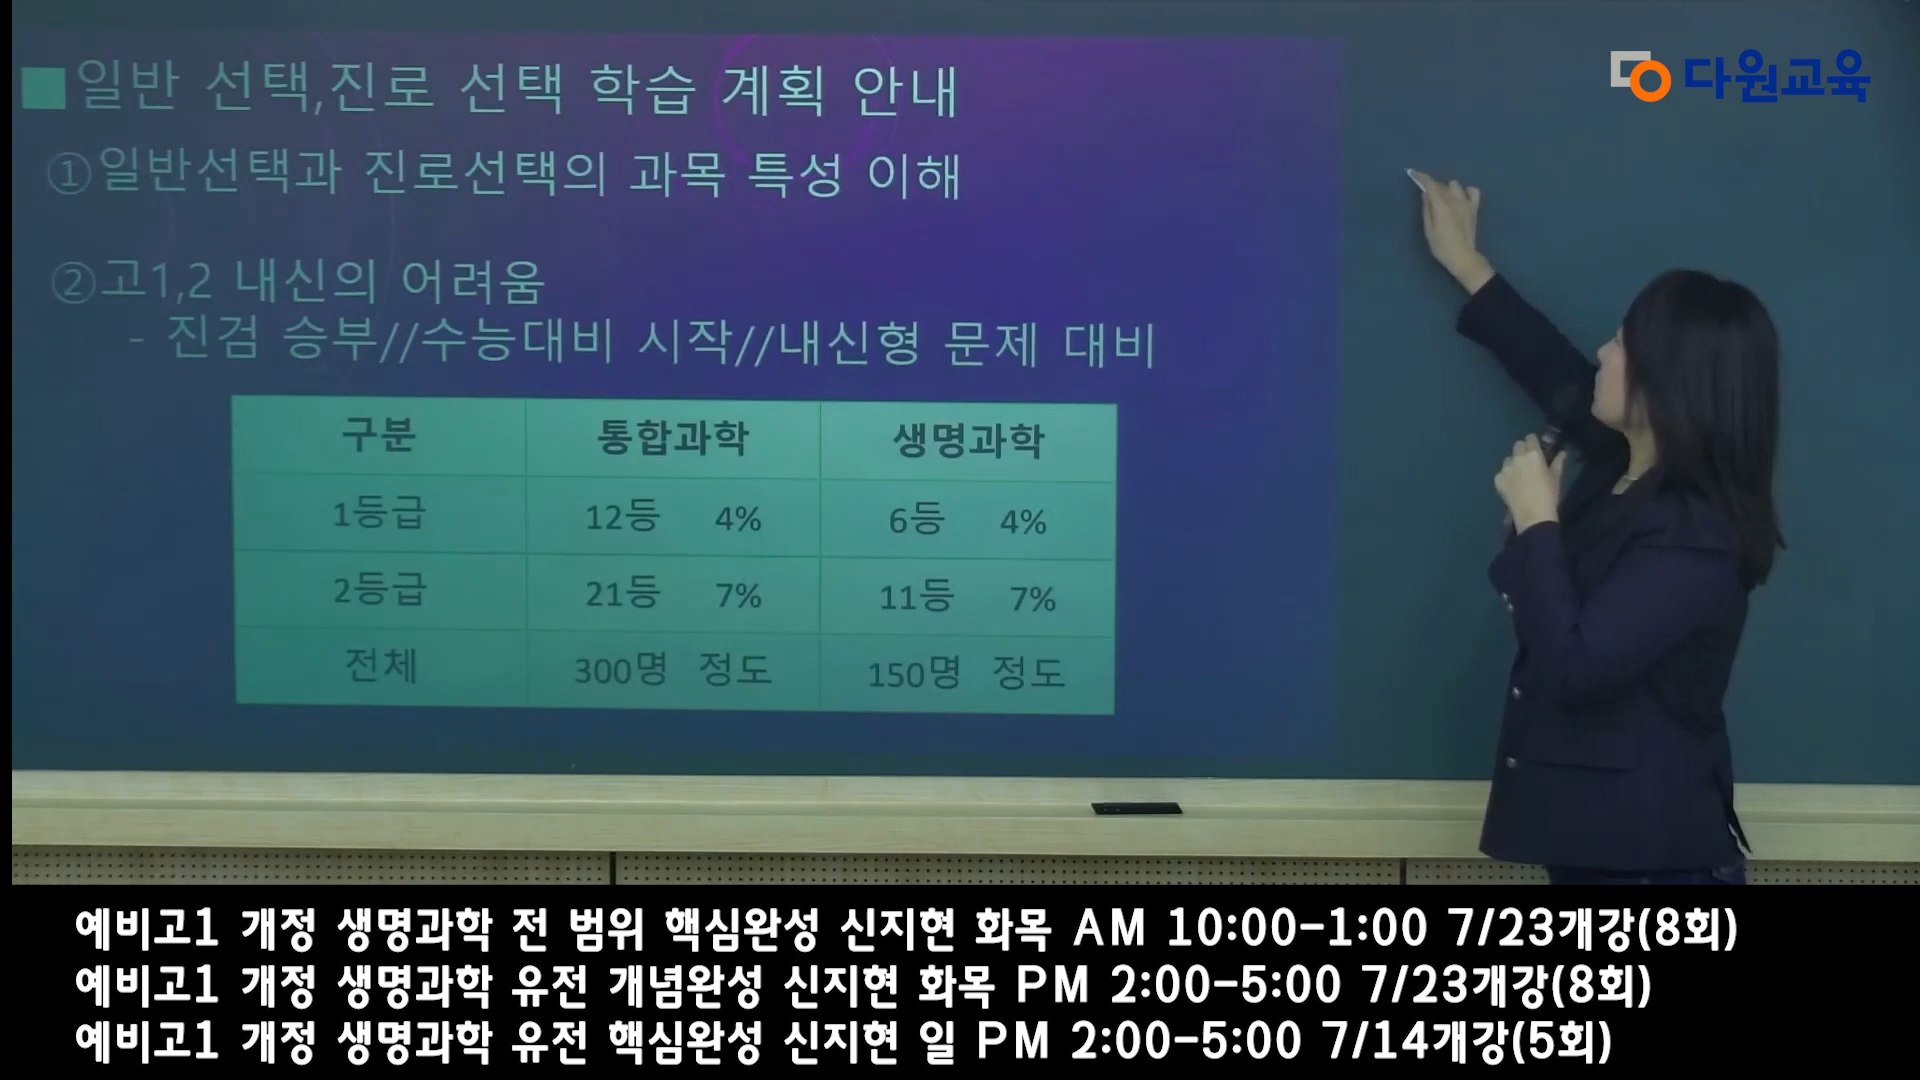 ■일반 선택,진로 선택 학습 계획 안내
다원교육
①일반선택과 진로선택의 과목 특성 이해
②고1,2 내신의 어려움
- 진검 승부//수능대비 시작//내신형 문제 대비
구분 통합과학 생명과학
1등급 12등 4% 6등 4%
2등급 21등 7% 11등 7%
전체 300명 정도 150명 정도
예비고1 개정 생명과학 전 범위 핵심완성 신지현 화목 AM 10:00-1:00 7/23개강(8회)
예비고1 개정 생명과학 유전 개념완성 신지현 화목 PM 2:00-5:00 7/23개강(8회)
예비고1 개정 생명과학 유전 핵심완성 신지현 일 PM 2:00-5:00 7/14개강(5회)